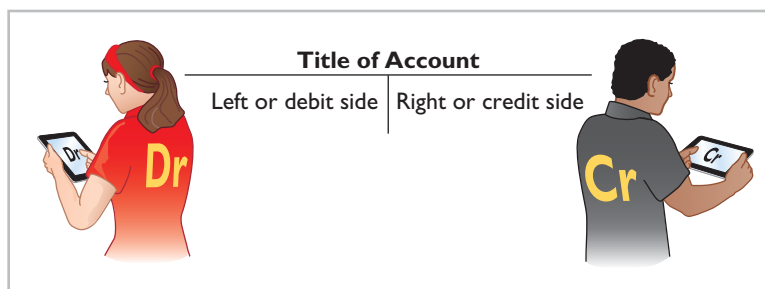 Title of Account
Left or debit side Right or credit side
Dr Cr
Dr Cr